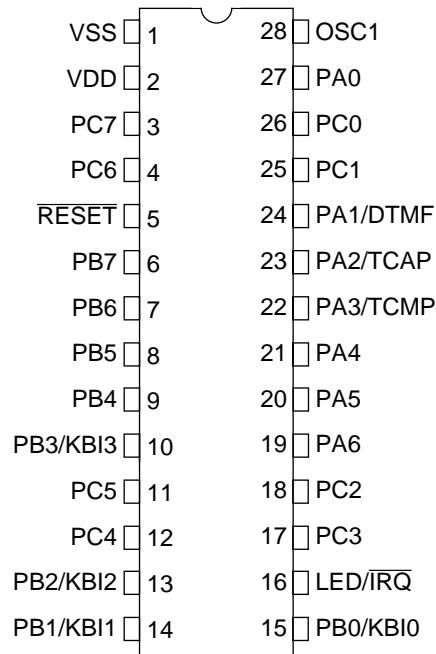 VSS 1 28 OSC1
VDD 2 27 PA0
PC7 3 26 PC0
PC6 4 25 PC1
RESET 5 24 PA1/DTMF
PB7 6 23 PA2/TCAP
PB6 7 22 PA3/TCMP
PB5 8 21 PA4
PB4 9 20 PA5
PB3/KBI3 10 19 PA6
PC5 11 18 PC2
PC4 12 17 PC3
PB2/KBI2 13 16 LED/IRQ
PB1/KBI1 14 15 PB0/KBI0